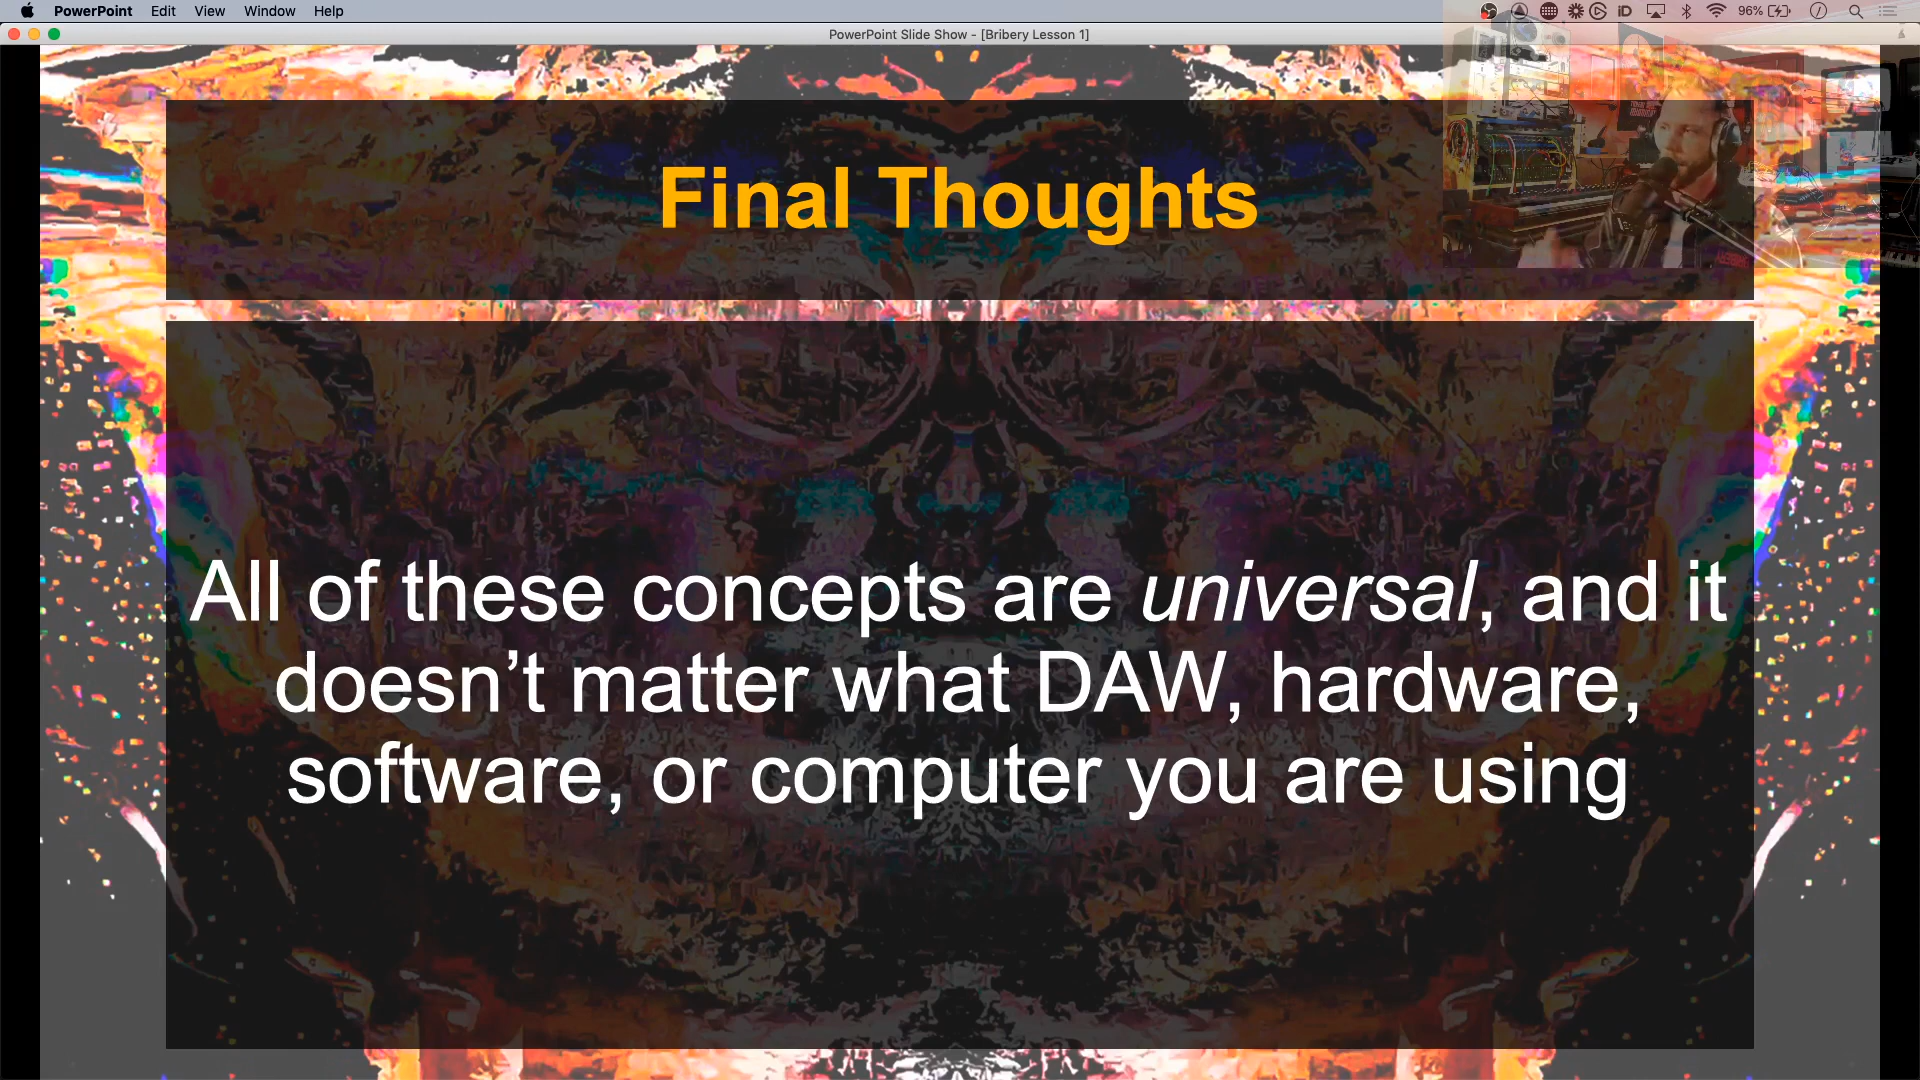 PowerPoint Edit View Window Help
iD 96%
PowerPoint Slide Show - [Bribery Lesson 1]
Final Thoughts
All of these concepts are universal, and it
doesn’t matter what DAW, hardware,
software, or computer you are using